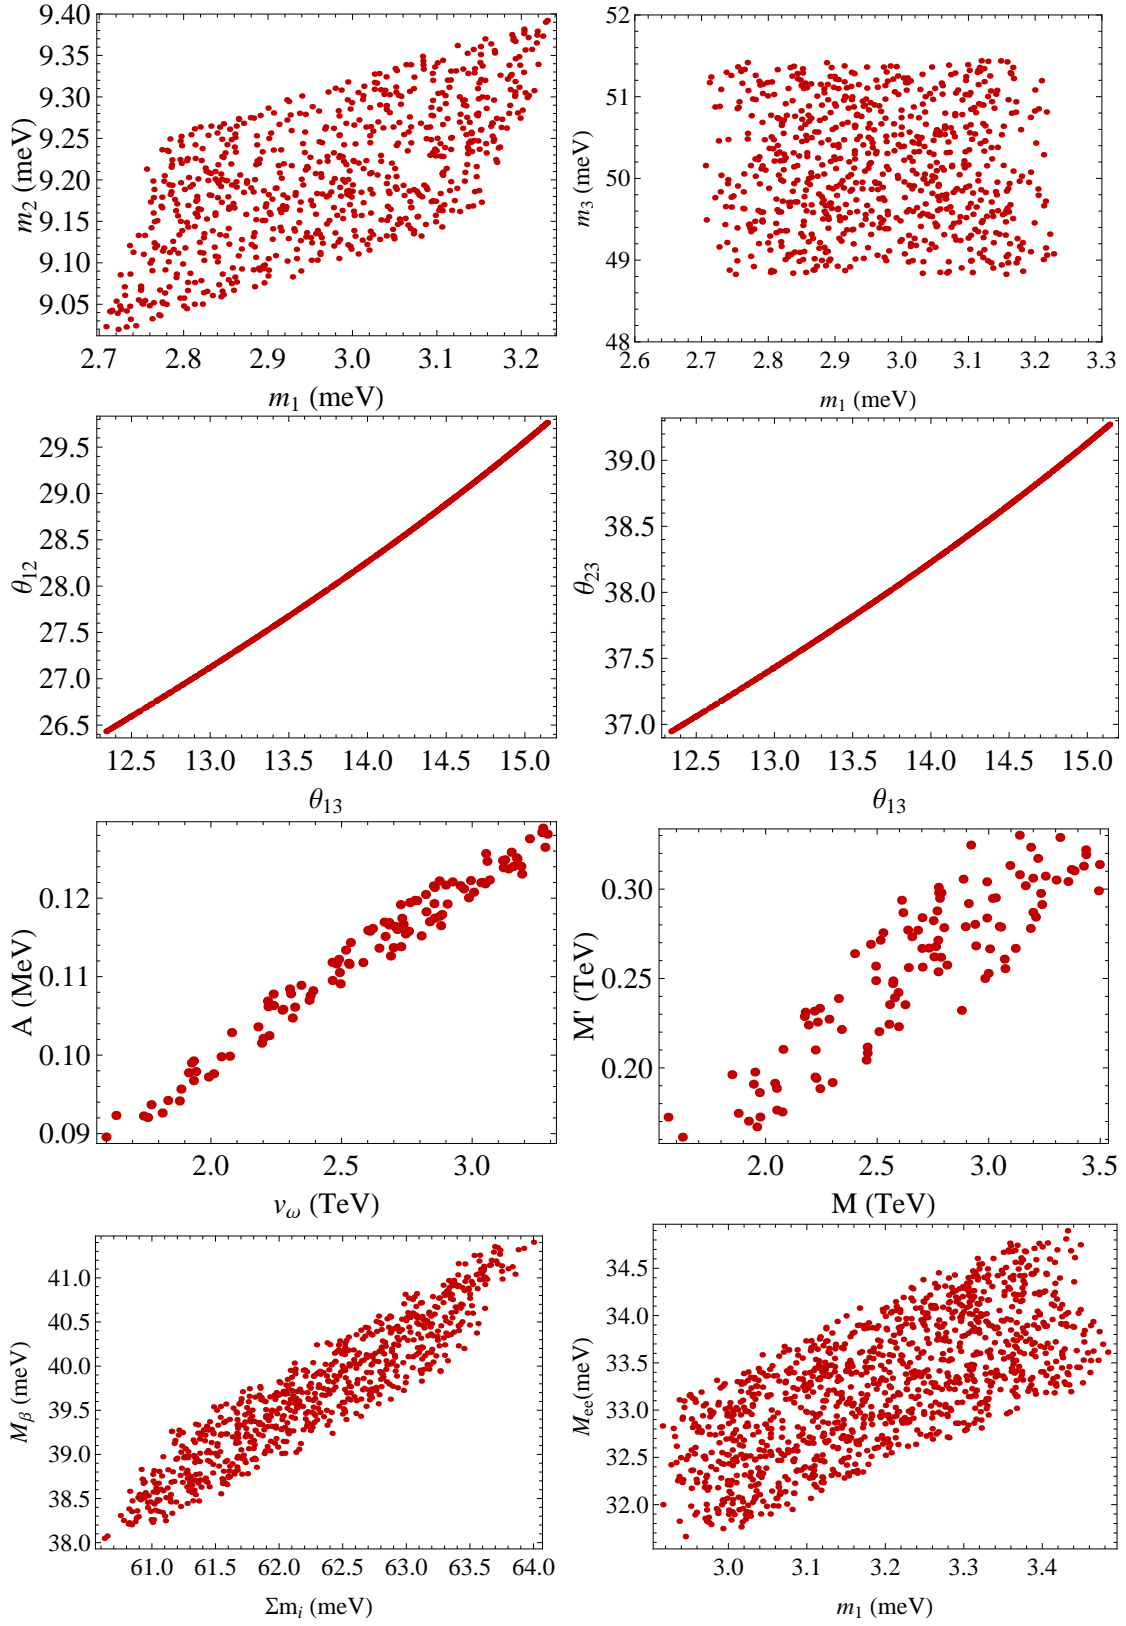 9.40
9.35
9.30
9.25
9.20
9.15
9.10
9.05
m2 (meV)
2.7 2.8 2.9 3.0 3.1 3.2
m1 (meV)
52
51
50
49
48
m3 (meV)
2.6 2.7 2.8 2.9 3.0 3.1 3.2 3.3
m1 (meV)
29.5
29.0
28.5
28.0
27.5
27.0
26.5
θ12
12.5 13.0 13.5 14.0 14.5 15.0
θ13
39.0
38.5
38.0
37.5
37.0
θ23
12.5 13.0 13.5 14.0 14.5 15.0
θ13
0.12
0.11
0.10
0.09
A (MeV)
2.0 2.5 3.0
vω (TeV)
0.30
0.25
0.20
M' (TeV)
2.0 2.5 3.0 3.5
M (TeV)
41.0
40.5
40.0
39.5
39.0
38.5
38.0
Mβ (meV)
61.0 61.5 62.0 62.5 63.0 63.5 64.0
Σmi (meV)
34.5
34.0
33.5
33.0
32.5
32.0
Mee(meV)
3.0 3.1 3.2 3.3 3.4
m1 (meV)